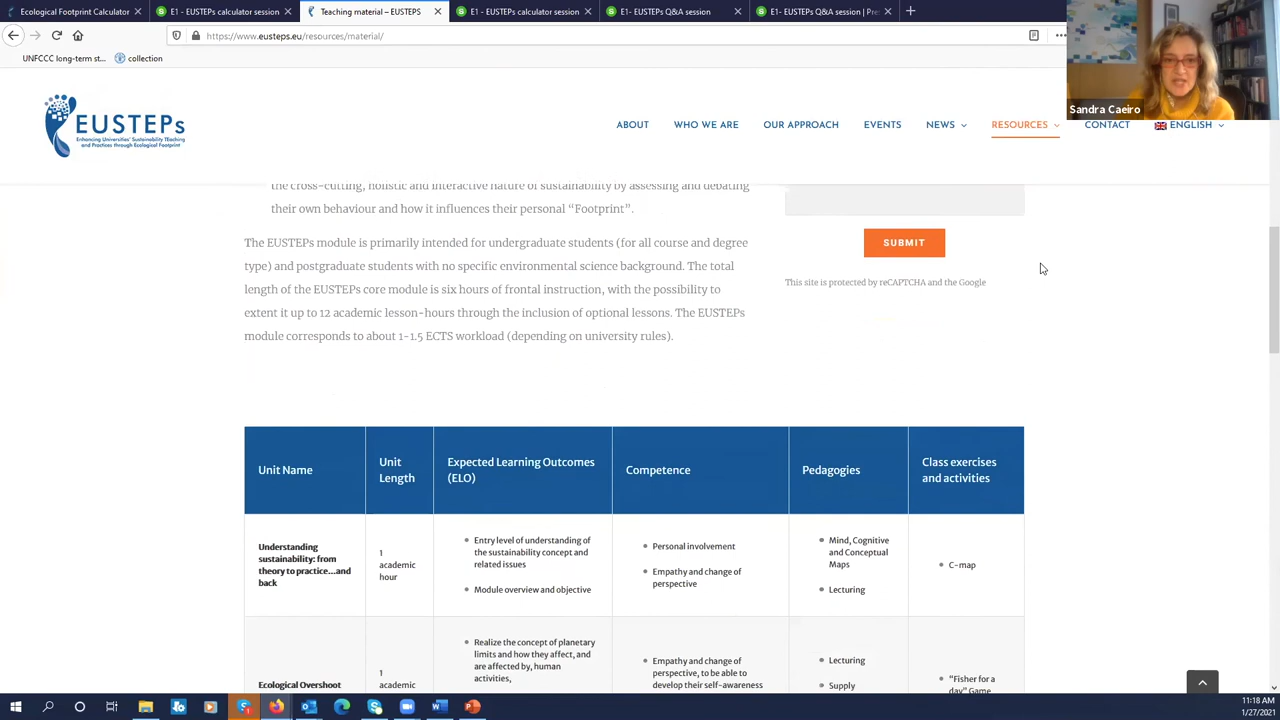 Ecological Footprint Calculator
E1 - EUSTEPs calculator session
Teaching material – EUSTEPS
E1 - EUSTEPs calculator session
E1- EUSTEPs Q&A session
E1- EUSTEPs Q&A session | Pre
https://www.eusteps.eu/resources/material/
UNFCCC long-term st...
collection
Sandra Caeiro
EUSTEPs
Enhancing Universities' Sustainability TEaching
and Practices through Ecological Footprint
ABOUT
WHO WE ARE
OUR APPROACH
EVENTS
NEWS
RESOURCES
CONTACT
ENGLISH
the cross-cutting, holistic and interactive nature of sustainability by assessing and debating
their own behaviour and how it influences their personal “Footprint”.
The EUSTEPs module is primarily intended for undergraduate students (for all course and degree
type) and postgraduate students with no specific environmental science background. The total
length of the EUSTEPs core module is six hours of frontal instruction, with the possibility to
extent it up to 12 academic lesson-hours through the inclusion of optional lessons. The EUSTEPs
module corresponds to about 1-1.5 ECTS workload (depending on university rules).
SUBMIT
This site is protected by reCAPTCHA and the Google
Unit Name
Unit
Length
Expected Learning Outcomes
(ELO)
Competence
Pedagogies
Class exercises
and activities
Understanding
sustainability: from
theory to practice...and
back
1
academic
hour
Entry level of understanding of
the sustainability concept and
related issues
Module overview and objective
Personal involvement
Empathy and change of
perspective
Mind, Cognitive
and Conceptual
Maps
Lecturing
C-map
Ecological Overshoot
1
academic
Realize the concept of planetary
limits and how they affect, and
are affected by, human
activities,
Empathy and change of
perspective, to be able to
develop their self-awareness
Lecturing
Supply
“Fisher for a
day” Game
11:18 AM
1/27/2021